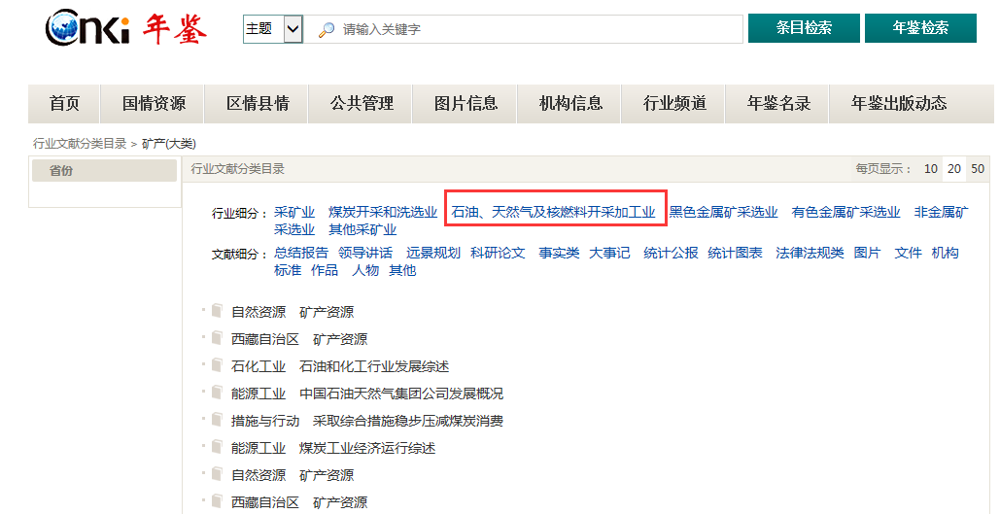 Cnki 年鉴
主题 请输入关键字 条目检索 年鉴检索
首页 国情资源 区情县情 公共管理 图片信息 机构信息 行业频道 年鉴名录 年鉴出版动态
行业文献分类目录 > 矿产(大类)
省份 行业文献分类目录 每页显示： 10 20 50
行业细分： 采矿业 煤炭开采和洗选业 石油、天然气及核燃料开采加工业 黑色金属矿采选业 有色金属矿采选业 非金属矿
采选业 其他采矿业
文献细分： 总结报告 领导讲话 远景规划 科研论文 事实类 大事记 统计公报 统计图表 法律法规类 图片 文件 机构
标准 作品 人物 其他
自然资源 矿产资源
西藏自治区 矿产资源
石化工业 石油和化工行业发展综述
能源工业 中国石油天然气集团公司发展概况
措施与行动 采取综合措施稳步压减煤炭消费
能源工业 煤炭工业经济运行综述
自然资源 矿产资源
西藏自治区 矿产资源